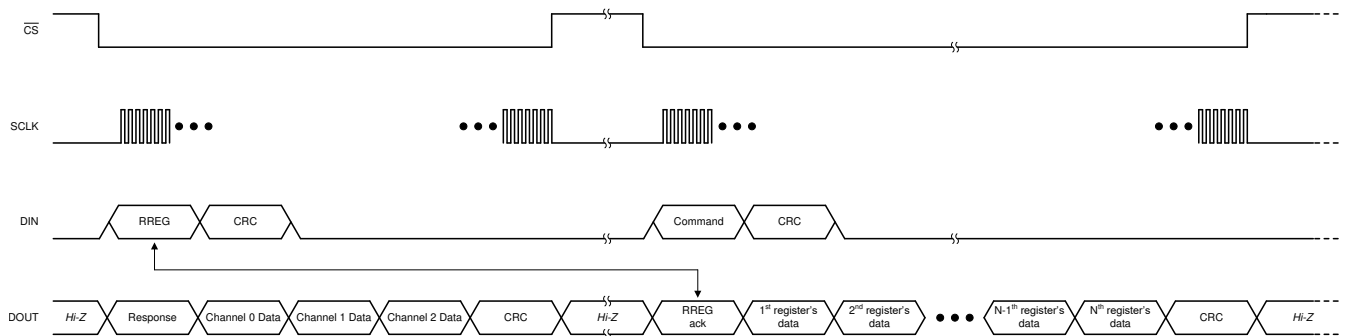 CS
SCLK
DIN
RREG
CRC
Command
CRC
DOUT
Hi-Z
Response
Channel 0 Data
Channel 1 Data
Channel 2 Data
CRC
Hi-Z
RREG
ack
1st register's
data
2nd register's
data
N-1th register's
data
Nth register's
data
CRC
Hi-Z